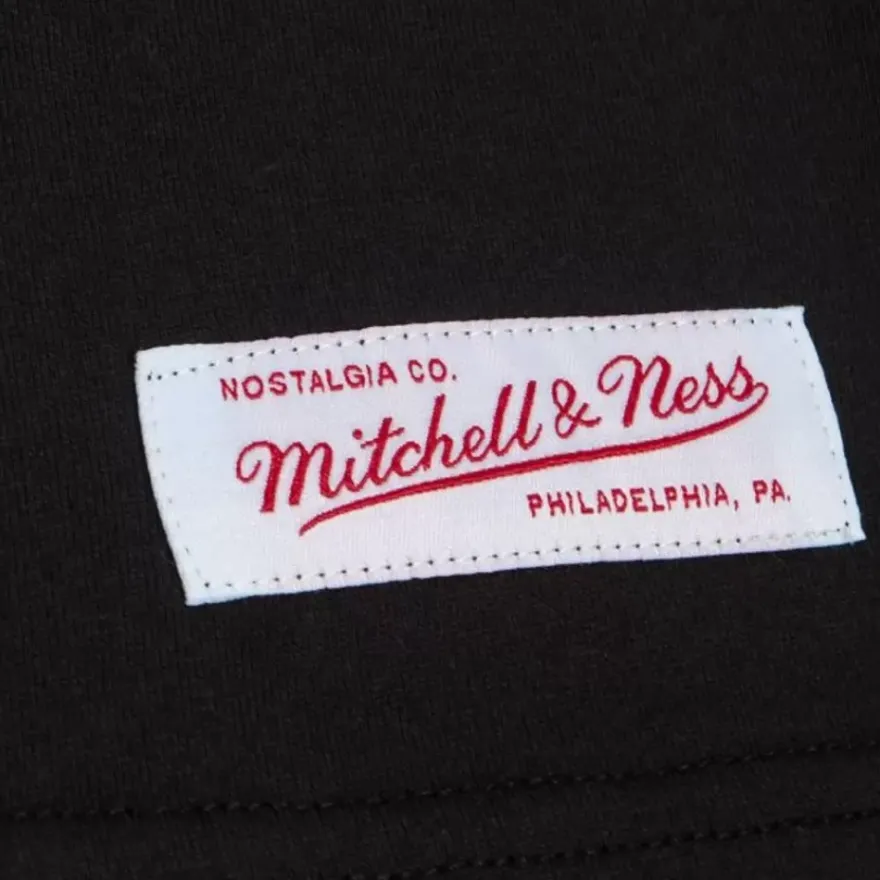 NOSTALGIA CO.
Mitchell & Ness
PHILADELPHIA, PA.